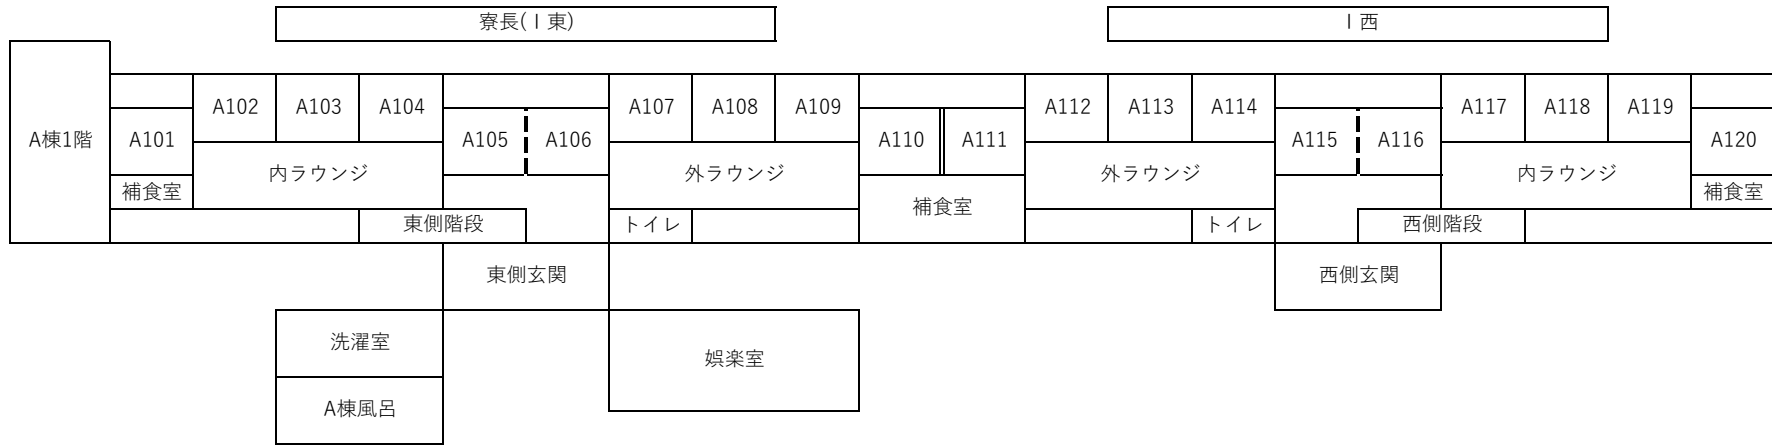 寮長(Ⅰ東)
Ⅰ西
A棟1階
A101
A102
A103
A104
A105
A106
A107
A108
A109
A110
A111
A112
A113
A114
A115
A116
A117
A118
A119
A120
補食室
内ラウンジ
外ラウンジ
補食室
外ラウンジ
内ラウンジ
補食室
東側階段
トイレ
トイレ
西側階段
東側玄関
西側玄関
洗濯室
娯楽室
A棟風呂